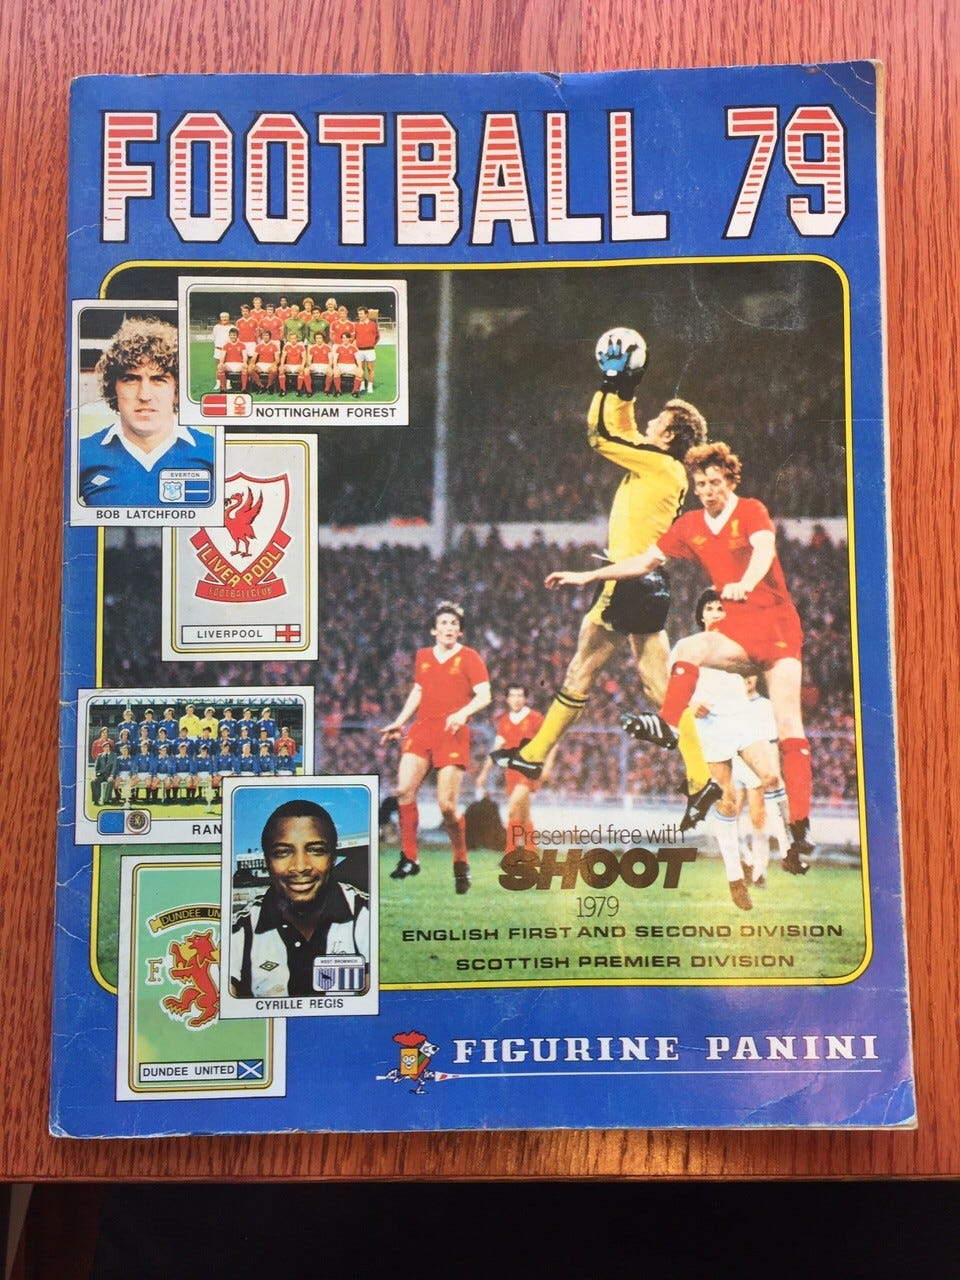 FOOTBALL 79
NOTTINGHAM FOREST
EVERTON
BOB LATCHFORD
LIVERPOOL
FOOTBALL CLUB
LIVERPOOL
RAN
Presented free with
SHOOT
1979
ENGLISH FIRST AND SECOND DIVISION
SCOTTISH PREMIER DIVISION
DUNDEE UN
F.
WEST BROMWICH
CYRILLE REGIS
DUNDEE UNITED
FIGURINE PANINI